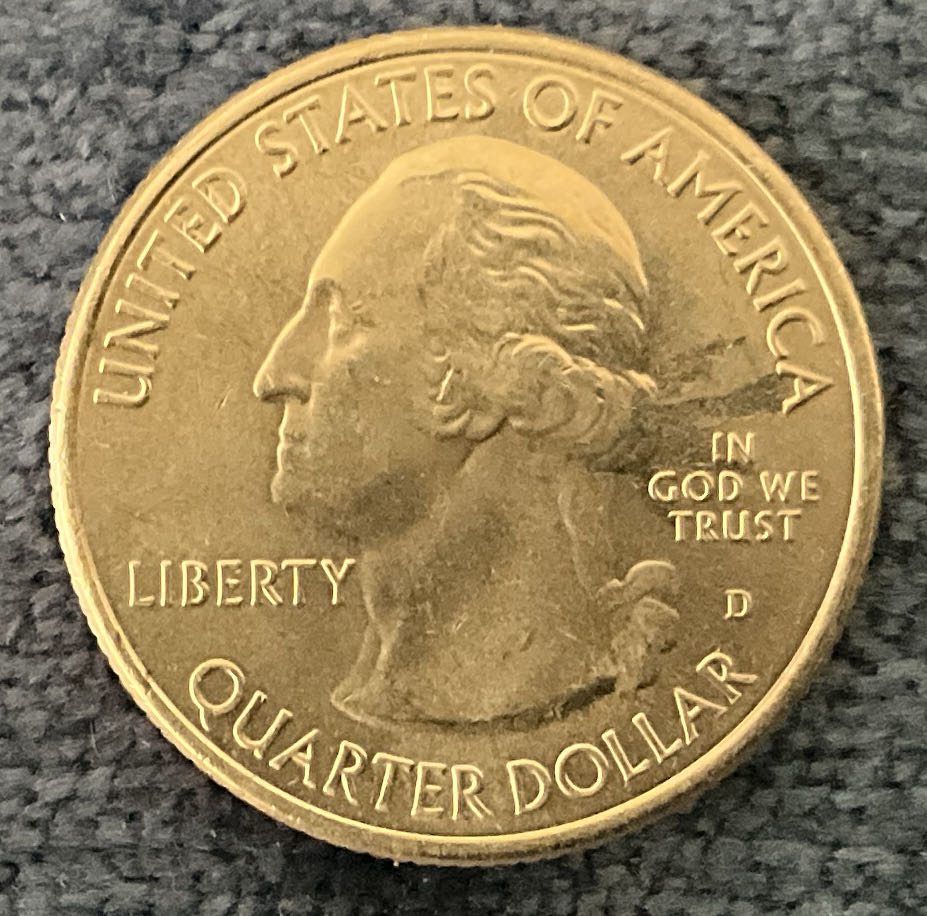 UNITED STATES OF AMERICA
IN
GOD WE
TRUST
LIBERTY
D
QUARTER DOLLAR